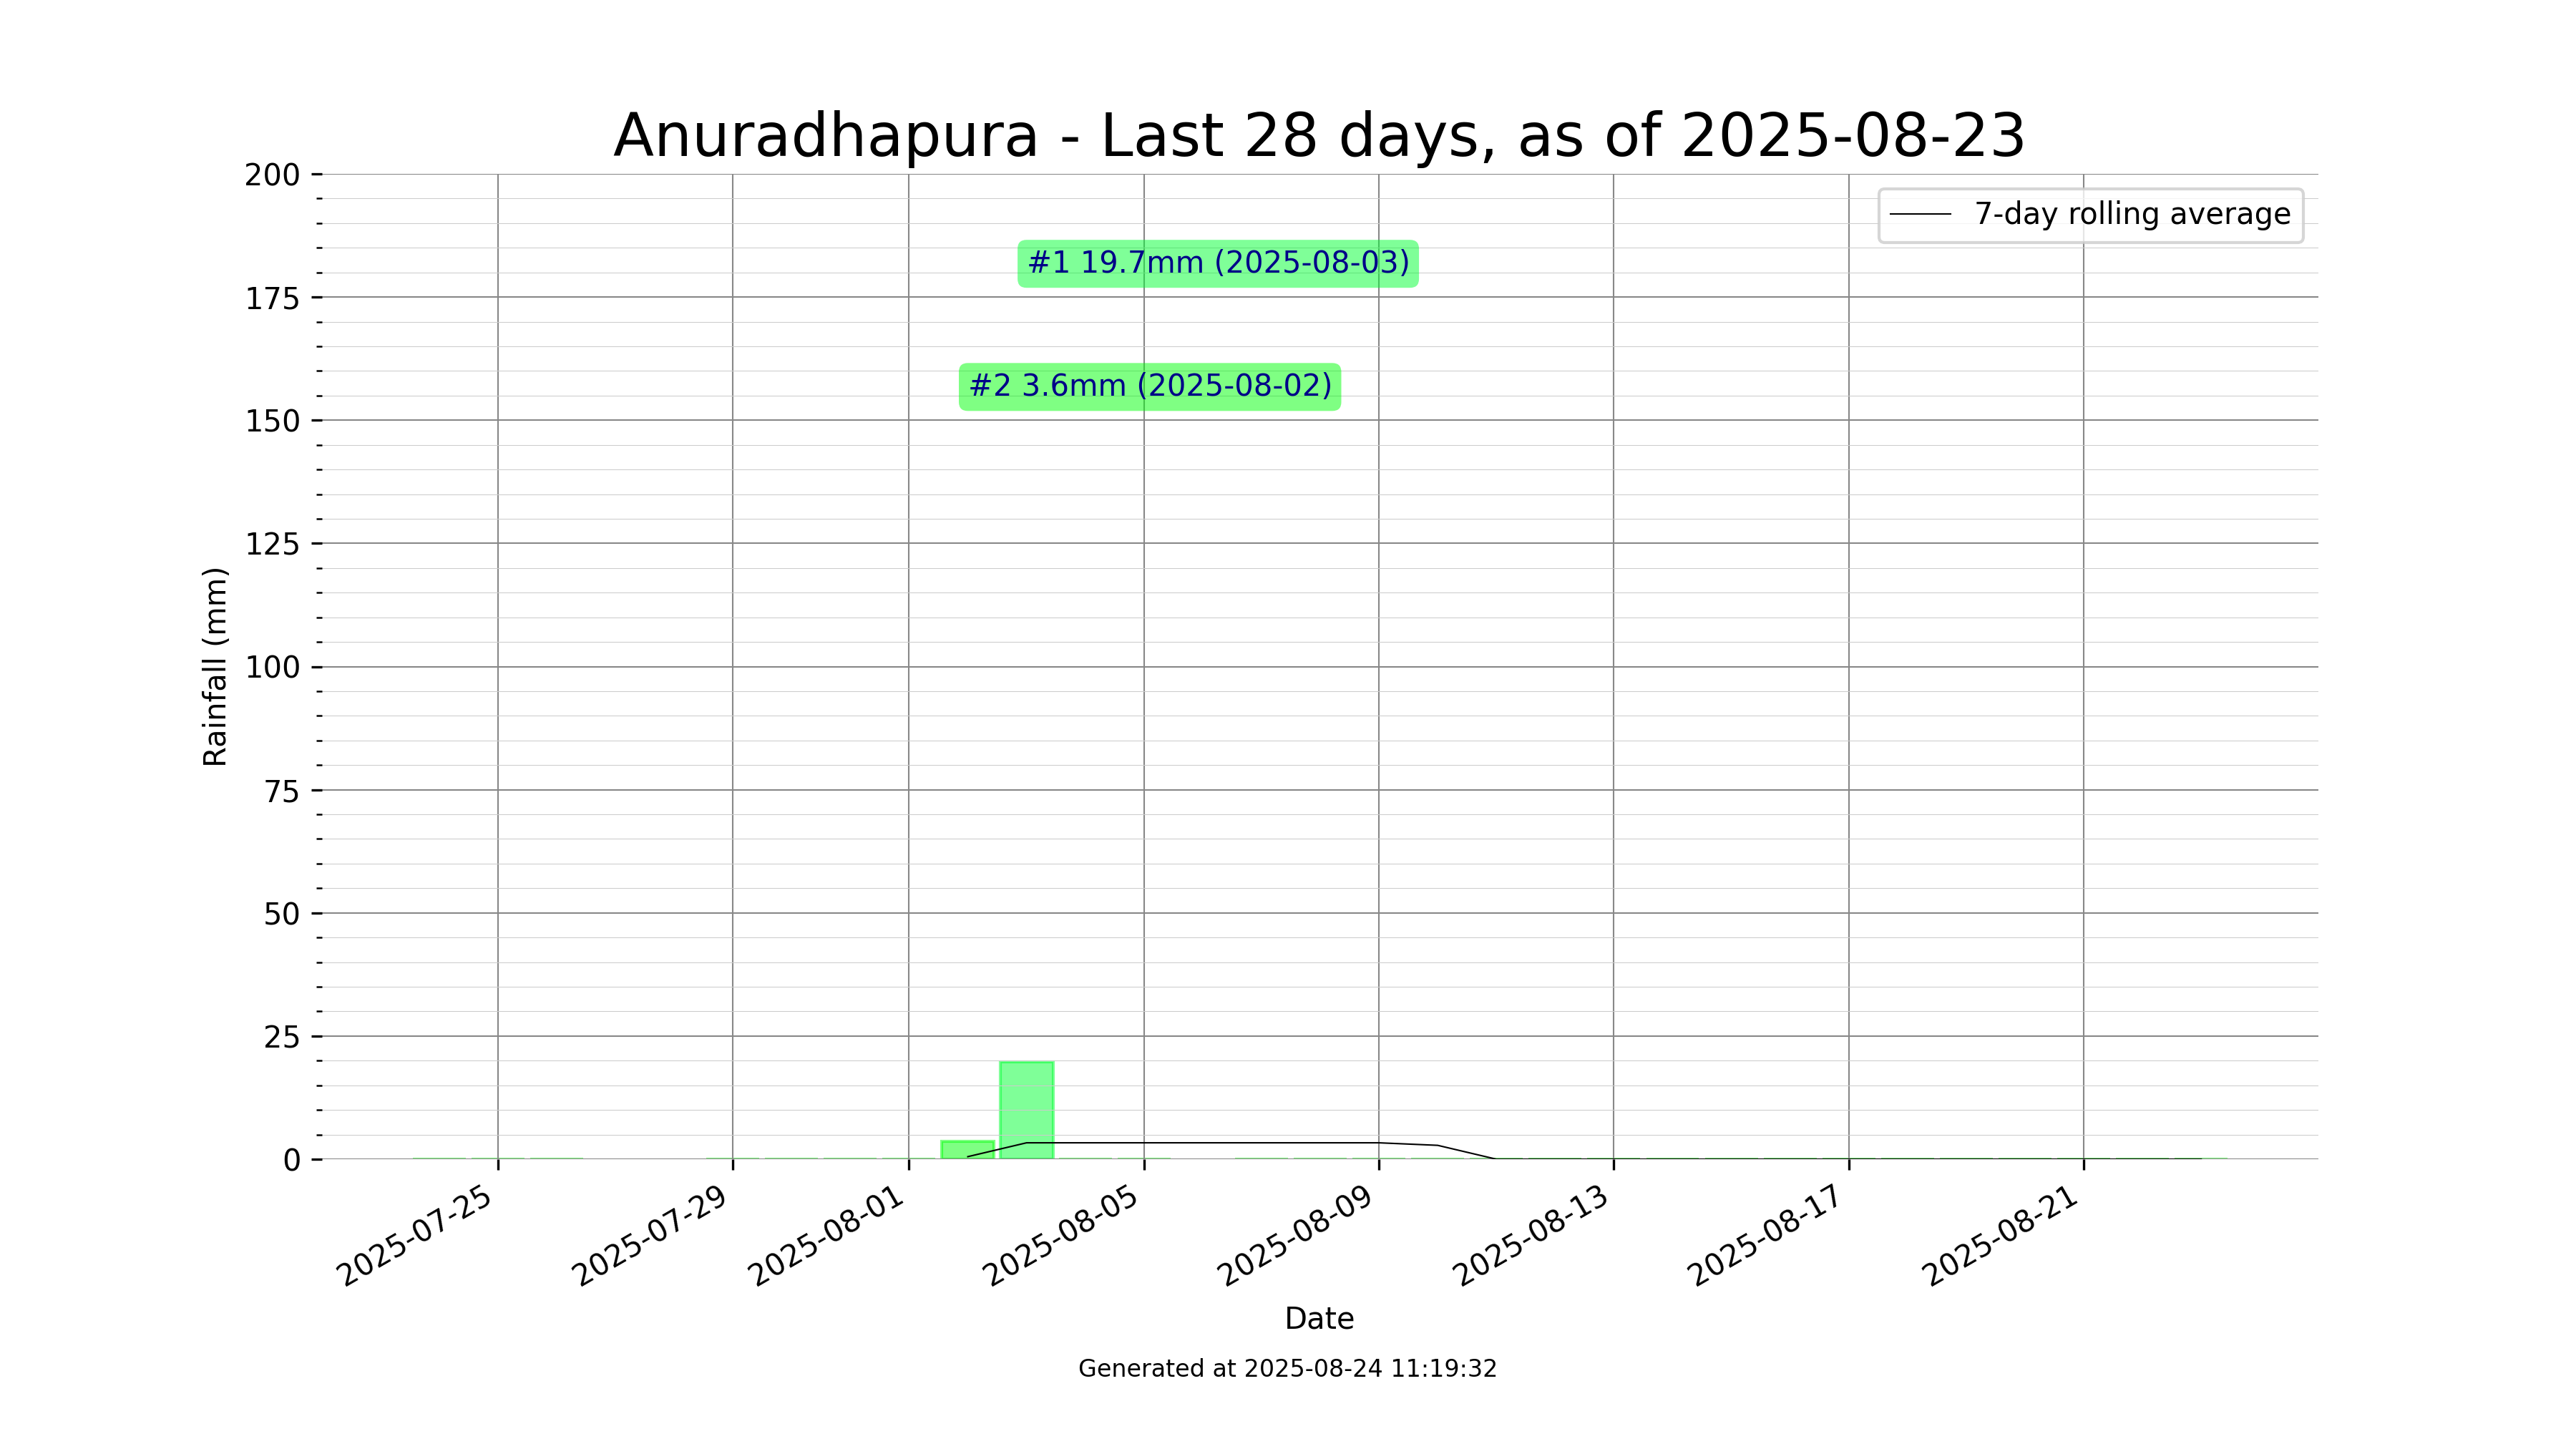 Anuradhapura - Last 28 days, as of 2025-08-23
7-day rolling average
#1 19.7mm (2025-08-03)
#2 3.6mm (2025-08-02)
Rainfall (mm)
200
175
150
125
100
75
50
25
0
2025-07-25
2025-07-29
2025-08-01
2025-08-05
2025-08-09
2025-08-13
2025-08-17
2025-08-21
Date
Generated at 2025-08-24 11:19:32